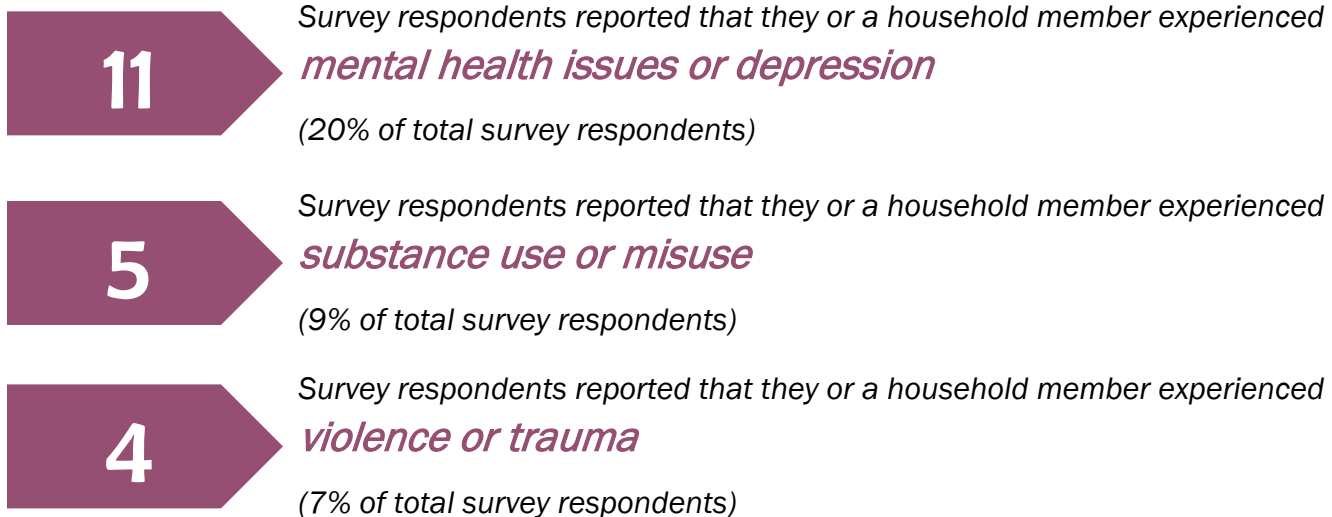 11
Survey respondents reported that they or a household member experienced
mental health issues or depression
(20% of total survey respondents)
5
Survey respondents reported that they or a household member experienced
substance use or misuse
(9% of total survey respondents)
4
Survey respondents reported that they or a household member experienced
violence or trauma
(7% of total survey respondents)